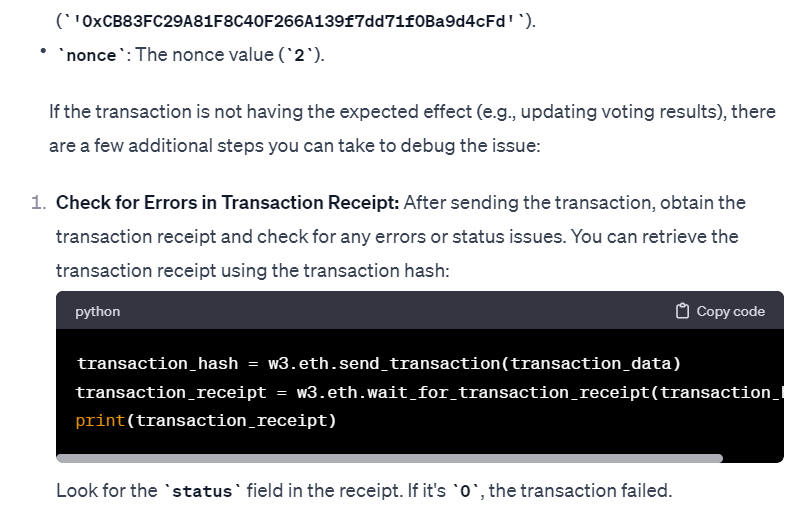 (`'0xCB83FC29A81F8C40F266A139f7dd71f0Ba9d4cFd'`).
• `nonce`: The nonce value (`2`).
If the transaction is not having the expected effect (e.g., updating voting results), there
are a few additional steps you can take to debug the issue:
1. Check for Errors in Transaction Receipt: After sending the transaction, obtain the
transaction receipt and check for any errors or status issues. You can retrieve the
transaction receipt using the transaction hash:
python Copy code
transaction_hash = w3.eth.send_transaction(transaction_data)
transaction_receipt = w3.eth.wait_for_transaction_receipt(transaction_
print(transaction_receipt)
Look for the `status` field in the receipt. If it's `0`, the transaction failed.